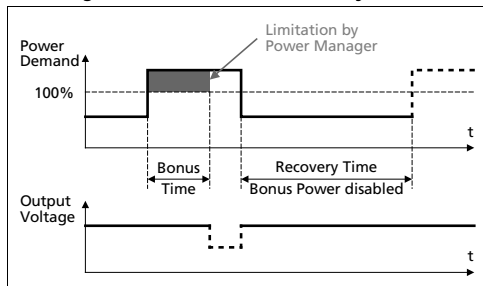 Limitation by
Power Manager
Power
Demand
100%
t
Bonus
Time
Recovery Time
Bonus Power disabled
Output
Voltage
t